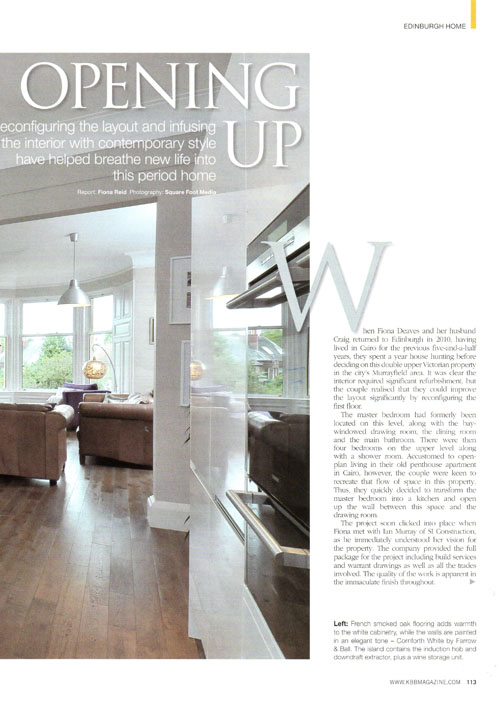 EDINBURGH HOME
OPENING
UP
econfiguring the layout and infusing
the interior with contemporary style
have helped breathe new life into
this period home
Report: Fiona Reid Photography: Square Foot Media
When Fiona Deaves and her husband
Craig returned to Edinburgh in 2010, having
lived in Cairo for the previous five-and-a-half
years, they spent a year house hunting before
deciding on this double upper Victorian property
in the city's Murrayfield area. It was clear the
interior required significant refurbishment, but
the couple realised that they could improve
the layout significantly by reconfiguring the
first floor.
The master bedroom had formerly been
located on this level, along with the bay-
windowed drawing room, the dining room
and the main bathroom. There were then
four bedrooms on the upper level along
with a shower room. Accustomed to open-
plan living in their old penthouse apartment
in Cairo, however, the couple were keen to
recreate that flow of space in this property.
Thus, they quickly decided to transform the
master bedroom into a kitchen and open
up the wall between this space and the
drawing room.
The project soon clicked into place when
Fiona met with Ian Murray of SI Construction,
as he immediately understood her vision for
the property. The company provided the full
package for the project including build services
and warrant drawings as well as all the trades
involved. The quality of the work is apparent in
the immaculate finish throughout.
Left: French smoked oak flooring adds warmth
to the white cabinetry, while the walls are painted
in an elegant tone – Cornforth White by Farrow
& Ball. The island contains the induction hob and
downdraft extractor, plus a wine storage unit.
WWW.KBBMAGAZINE.COM 113